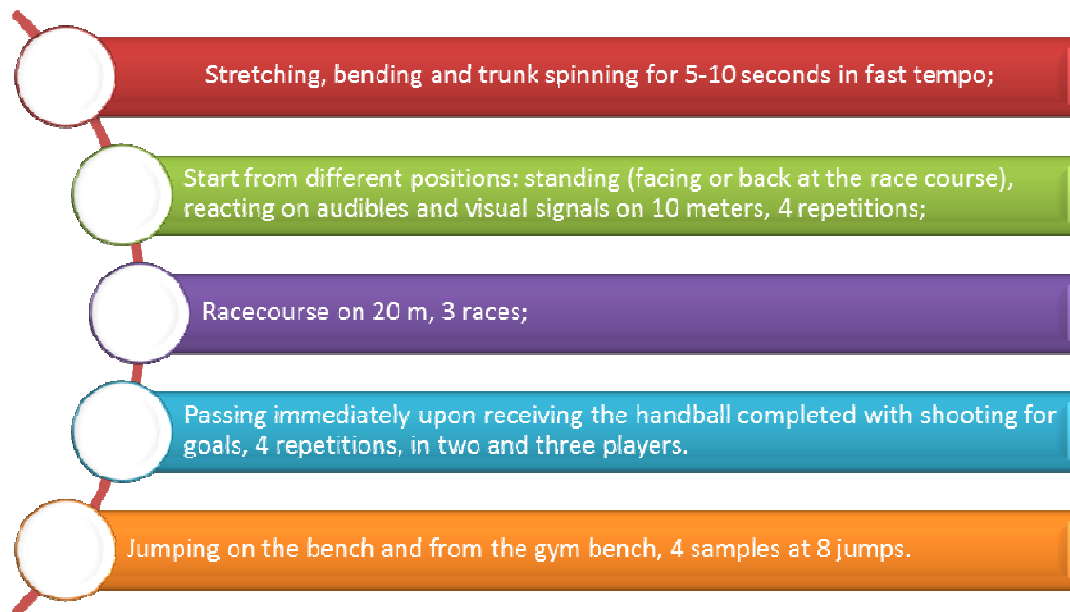 Stretching, bending and trunk spinning for 5-10 seconds in fast tempo;
Start from different positions: standing (facing or back at the race course),
reacting on audibles and visual signals on 10 meters, 4 repetitions;
Racecourse on 20 m, 3 races;
Passing immediately upon receiving the handball completed with shooting for
goals, 4 repetitions, in two and three players.
Jumping on the bench and from the gym bench, 4 samples at 8 jumps.